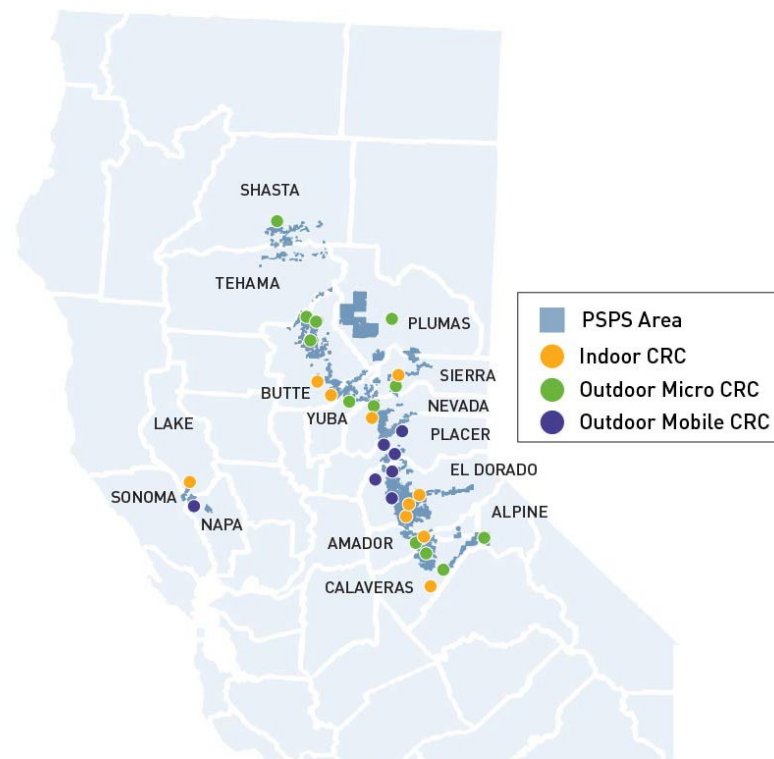 SHASTA
TEHAMA
PLUMAS
PSPS Area
Indoor CRC
Outdoor Micro CRC
Outdoor Mobile CRC
SIERRA
BUTTE
NEVADA
YUBA
LAKE
PLACER
EL DORADO
SONOMA
ALPINE
NAPA
AMADOR
CALAVERAS